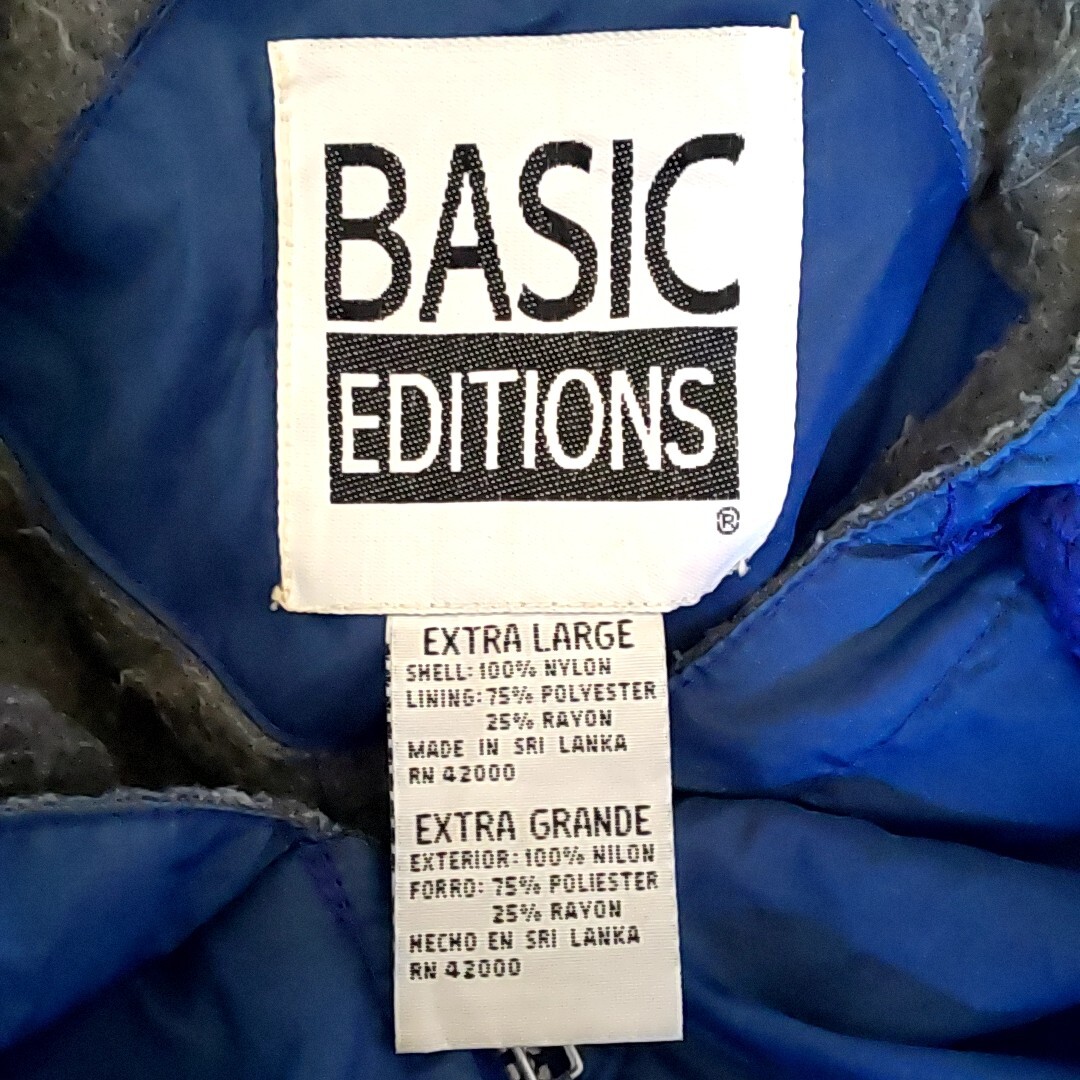 BASIC
EDITIONS
®
EXTRA LARGE
SHELL: 100% NYLON
LINING: 75% POLYESTER
25% RAYON
MADE IN SRI LANKA
RN 42000
EXTRA GRANDE
EXTERIOR: 100% NILON
FORRO: 75% POLIESTER
25% RAYON
HECHO EN SRI LANKA
RN 42000